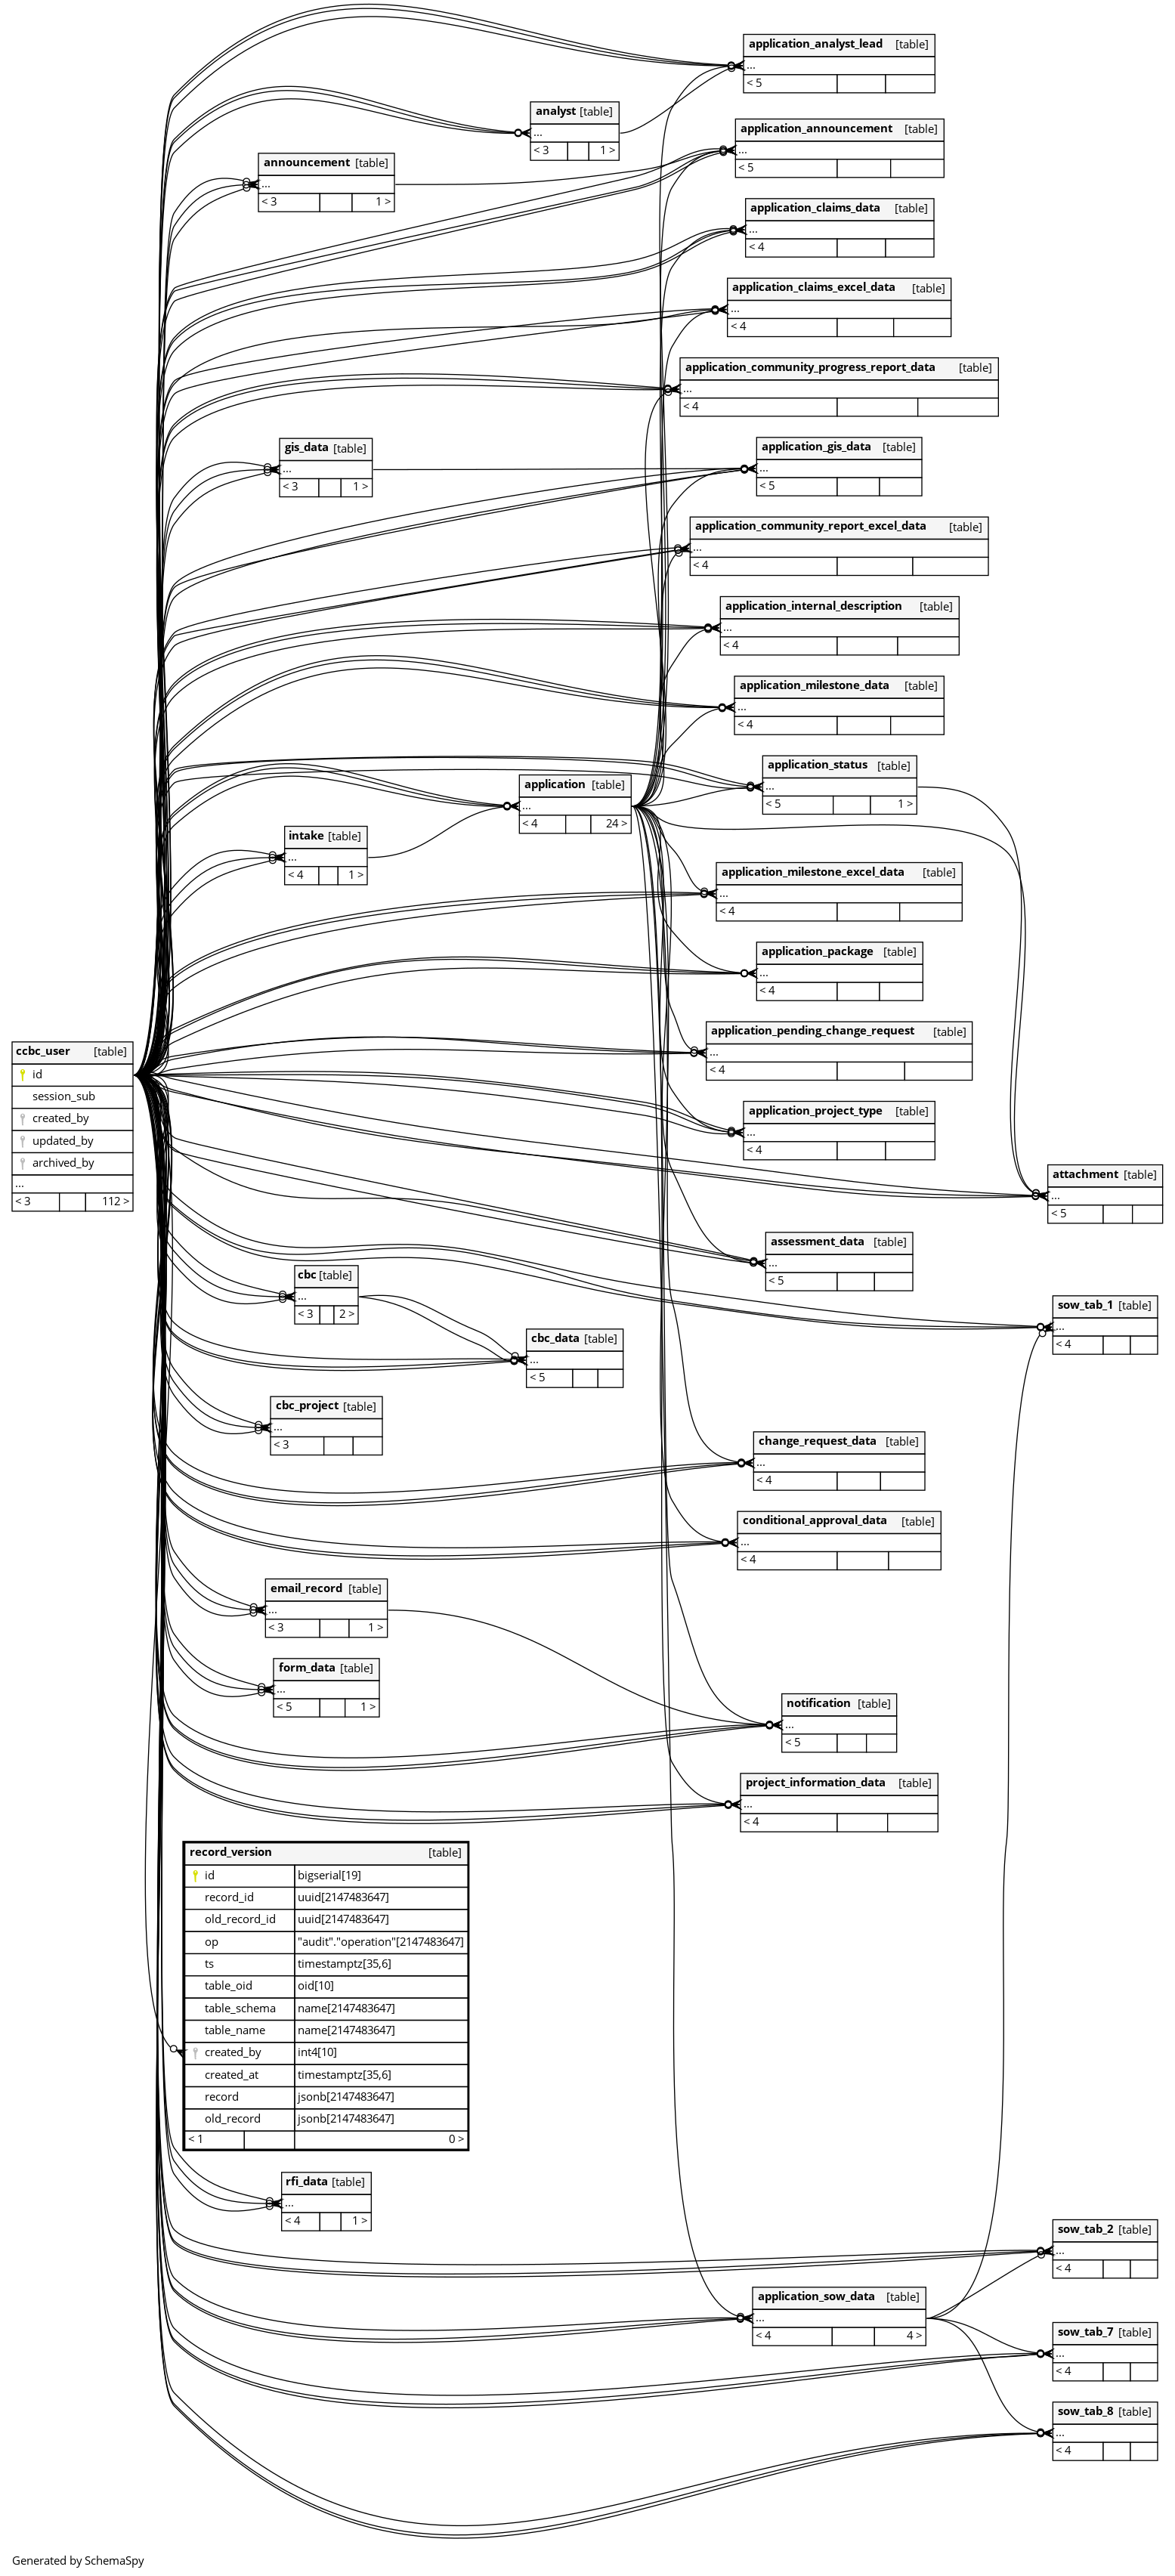 application_analyst_lead [table]
...
< 5
analyst [table]
...
< 3 1 >
application_announcement [table]
...
< 5
announcement [table]
...
< 3 1 >
application_claims_data [table]
...
< 4
application_claims_excel_data [table]
...
< 4
application_community_progress_report_data [table]
...
< 4
gis_data [table]
...
< 3 1 >
application_gis_data [table]
...
< 5
application_community_report_excel_data [table]
...
< 4
application_internal_description [table]
...
< 4
application_milestone_data [table]
...
< 4
application_status [table]
...
< 5 1 >
application [table]
...
< 4 24 >
intake [table]
...
< 4 1 >
application_milestone_excel_data [table]
...
< 4
application_package [table]
...
< 4
application_pending_change_request [table]
...
< 4
ccbc_user [table]
id
session_sub
created_by
updated_by
archived_by
...
< 3 112 >
application_project_type [table]
...
< 4
attachment [table]
...
< 5
assessment_data [table]
...
< 5
cbc [table]
...
< 3 2 >
sow_tab_1 [table]
...
< 4
cbc_data [table]
...
< 5
cbc_project [table]
...
< 3
change_request_data [table]
...
< 4
conditional_approval_data [table]
...
< 4
email_record [table]
...
< 3 1 >
form_data [table]
...
< 5 1 >
notification [table]
...
< 5
project_information_data [table]
...
< 4
record_version [table]
id bigserial[19]
record_id uuid[2147483647]
old_record_id uuid[2147483647]
op "audit"."operation"[2147483647]
ts timestamptz[35,6]
table_oid oid[10]
table_schema name[2147483647]
table_name name[2147483647]
created_by int4[10]
created_at timestamptz[35,6]
record jsonb[2147483647]
old_record jsonb[2147483647]
< 1 0 >
rfi_data [table]
...
< 4 1 >
sow_tab_2 [table]
...
< 4
application_sow_data [table]
...
< 4 4 >
sow_tab_7 [table]
...
< 4
sow_tab_8 [table]
...
< 4
Generated by SchemaSpy